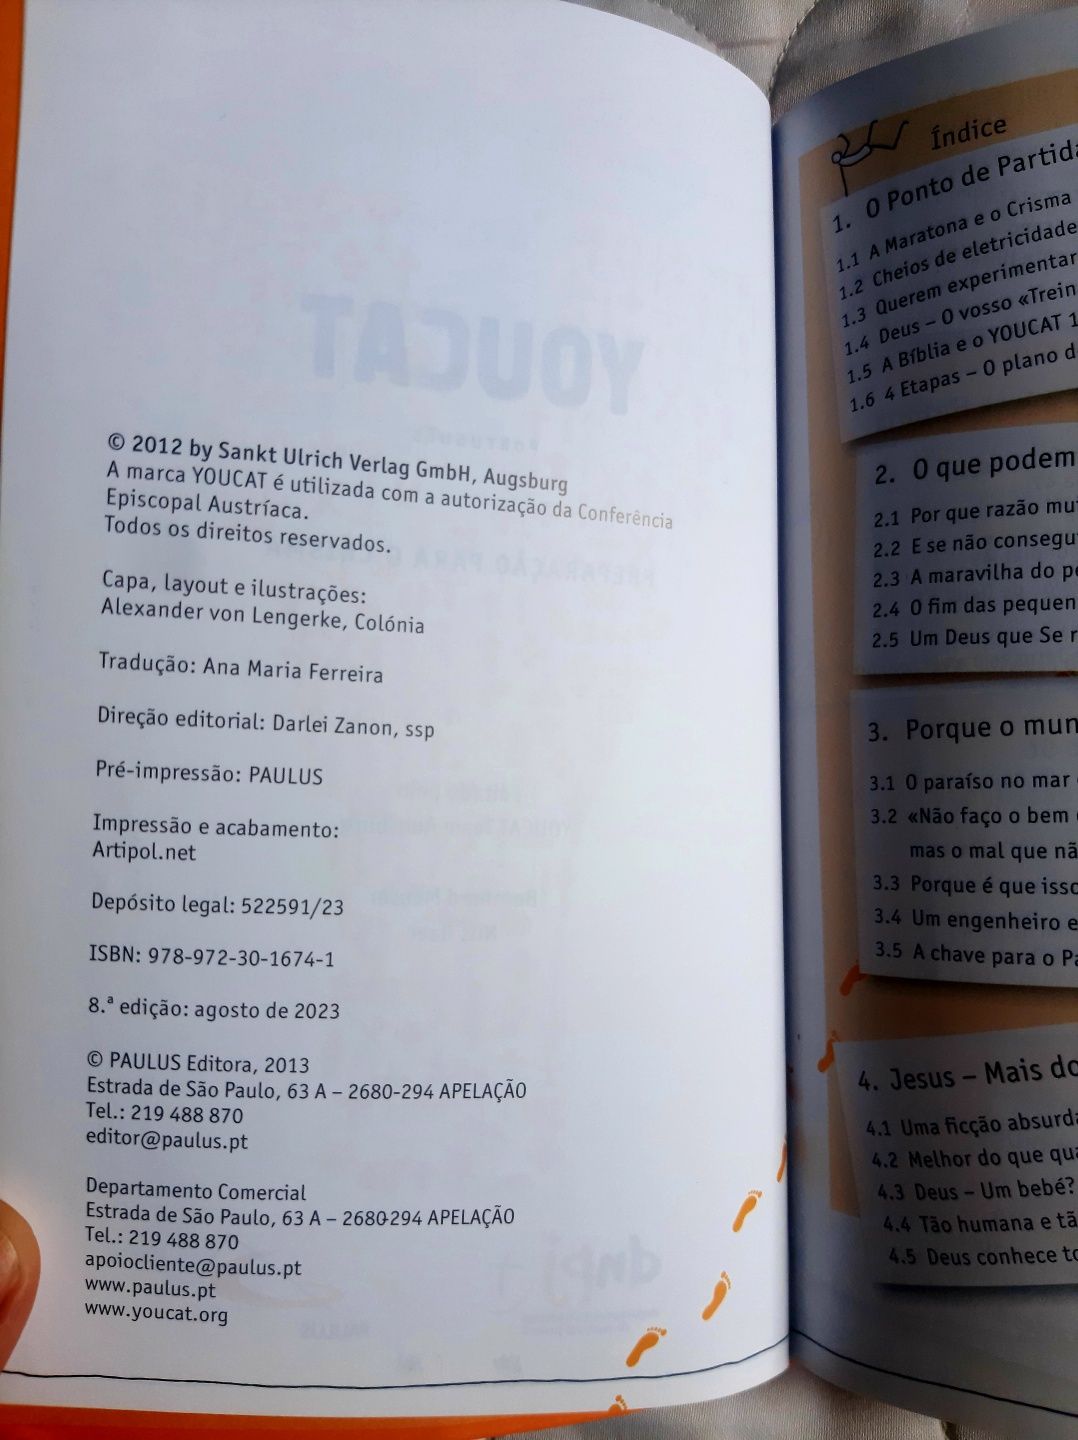 © 2012 by Sankt Ulrich Verlag GmbH, Augsburg
A marca YOUCAT é utilizada com a autorização da Conferência
Episcopal Austríaca.
Todos os direitos reservados.
Capa, layout e ilustrações:
Alexander von Lengerke, Colónia
Tradução: Ana Maria Ferreira
Direção editorial: Darlei Zanon, ssp
Pré-impressão: PAULUS
Impressão e acabamento:
Artipol.net
Depósito legal: 522591/23
ISBN: 978-972-30-1674-1
8.ª edição: agosto de 2023
© PAULUS Editora, 2013
Estrada de São Paulo, 63 A – 2680-294 APELAÇÃO
Tel.: 219 488 870
editor@paulus.pt
Departamento Comercial
Estrada de São Paulo, 63 A – 2680-294 APELAÇÃO
Tel.: 219 488 870
apoiocliente@paulus.pt
www.paulus.pt
www.youcat.org
Índice
1. O Ponto de Partida
1.1 A Maratona e o Crisma
1.2 Cheios de eletricidade
1.3 Querem experimentar
1.4 Deus – O vosso «Trein
1.5 A Bíblia e o YOUCAT 1
1.6 4 Etapas – O plano d
2. O que podem
2.1 Por que razão mui
2.2 E se não consegu
2.3 A maravilha do pe
2.4 O fim das pequen
2.5 Um Deus que Se r
3. Porque o mun
3.1 O paraíso no mar
3.2 «Não faço o bem
mas o mal que nã
3.3 Porque é que isso
3.4 Um engenheiro e
3.5 A chave para o Pa
4. Jesus – Mais do
4.1 Uma ficção absurda
4.2 Melhor do que qua
4.3 Deus – Um bebé?
4.4 Tão humana e tã
4.5 Deus conhece to